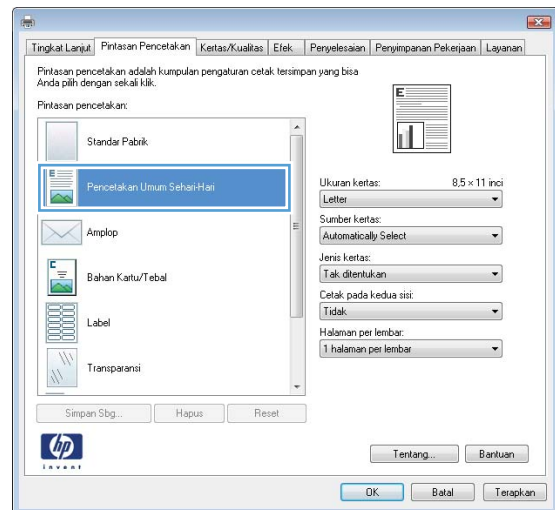 Tingkat Lanjut Pintasan Pencetakan Kertas/Kualitas Efek Penyelesaian Penyimpanan Pekerjaan Layanan
Pintasan pencetakan adalah kumpulan pengaturan cetak tersimpan yang bisa
Anda pilih dengan sekali klik.
Pintasan pencetakan:
Standar Pabrik
Pencetakan Umum Sehari-Hari
Amplop
Bahan Kartu/Tebal
Label
Transparansi
Simpan Sbg... Hapus Reset
E
Ukuran kertas: 8,5 × 11 inci
Letter
Sumber kertas:
Automatically Select
Jenis kertas:
Tak ditentukan
Cetak pada kedua sisi:
Tidak
Halaman per lembar:
1 halaman per lembar
hp
invent
Tentang... Bantuan
OK Batal Terapkan